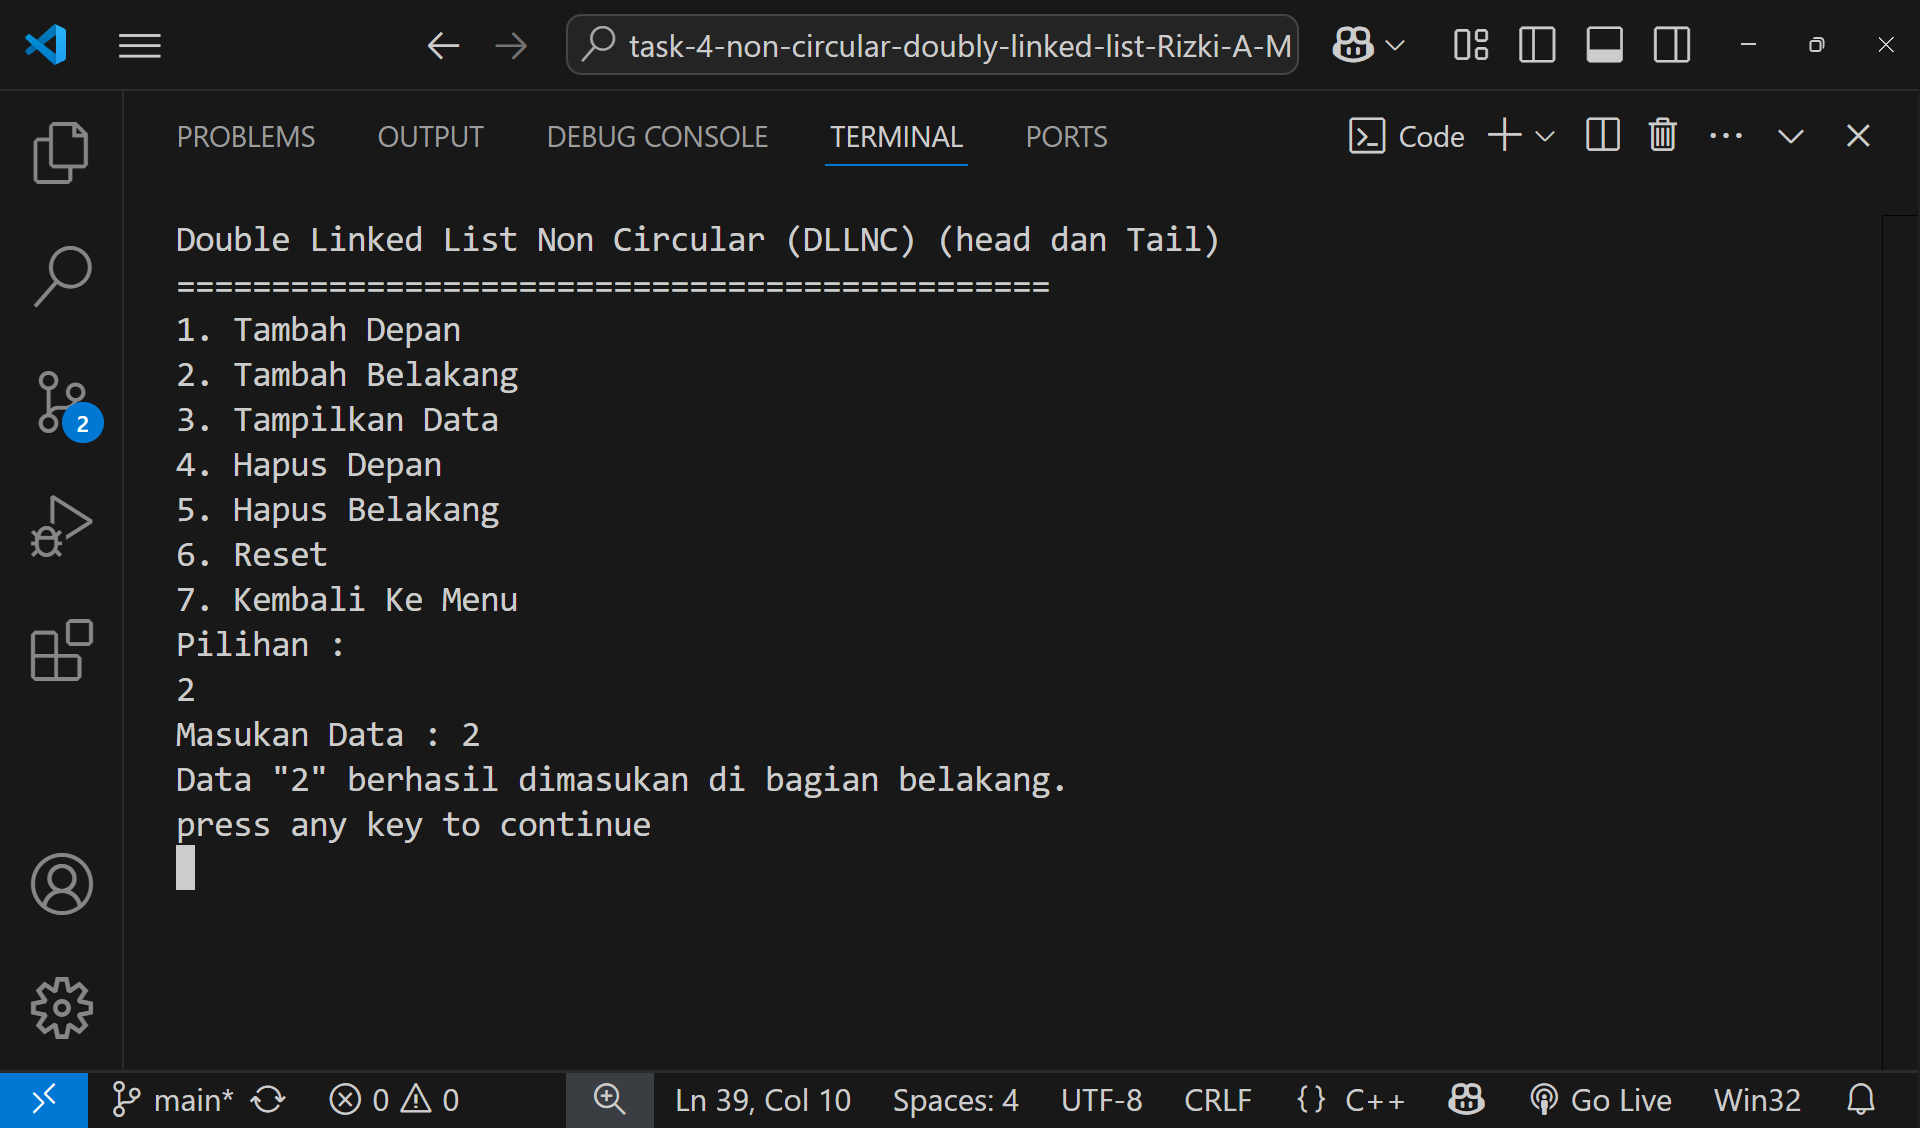 task-4-non-circular-doubly-linked-list-Rizki-A-M
PROBLEMS OUTPUT DEBUG CONSOLE TERMINAL PORTS Code
Double Linked List Non Circular (DLLNC) (head dan Tail)
==============================================
1. Tambah Depan
2. Tambah Belakang
3. Tampilkan Data
4. Hapus Depan
5. Hapus Belakang
6. Reset
7. Kembali Ke Menu
Pilihan :
2
Masukan Data : 2
Data "2" berhasil dimasukan di bagian belakang.
press any key to continue
2
main* 0 0 Ln 39, Col 10 Spaces: 4 UTF-8 CRLF {} C++ Go Live Win32